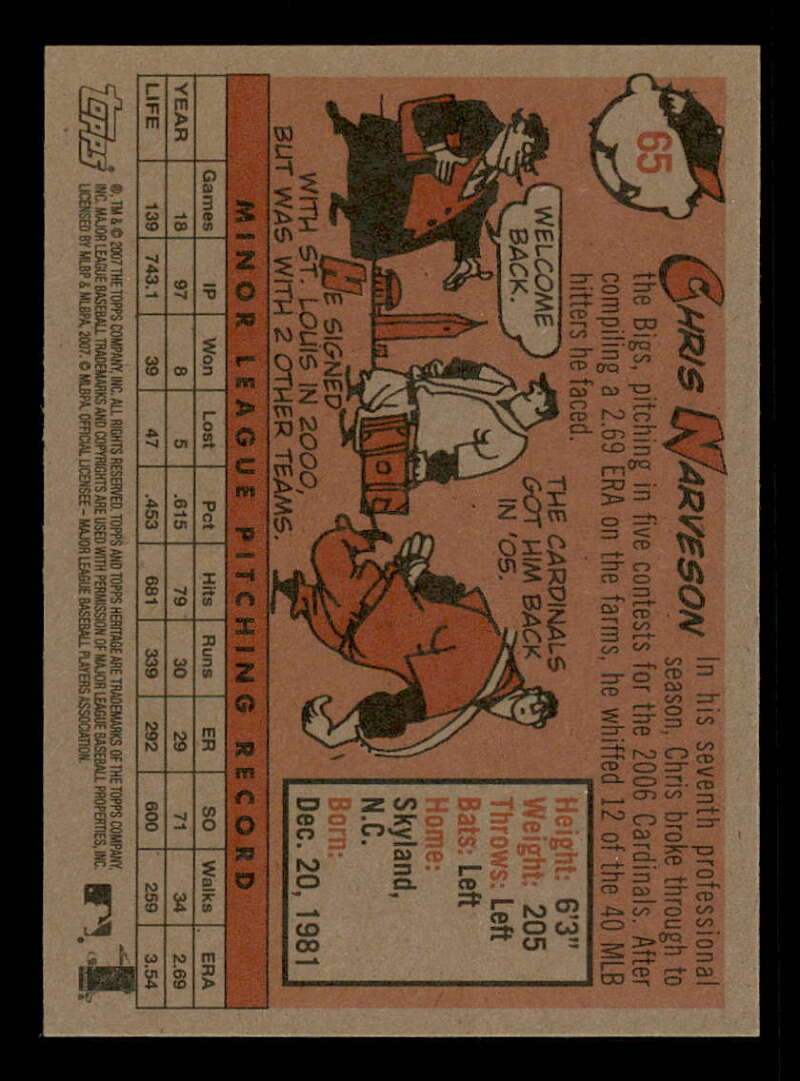 65
CHRIS NARVESON
In his seventh professional
season, Chris broke through to
the Bigs, pitching in five contests for the 2006 Cardinals. After
compiling a 2.69 ERA on the farms, he whiffed 12 of the 40 MLB
hitters he faced.
WELCOME
BACK.
HE SIGNED
WITH ST. LOUIS IN 2000,
BUT WAS WITH 2 OTHER TEAMS.
THE CARDINALS
GOT HIM BACK
IN '05.
Height: 6'3"
Weight: 205
Throws: Left
Bats: Left
Home:
Skyland,
N.C.
Born:
Dec. 20, 1981
MINOR LEAGUE PITCHING RECORD
Games IP Won Lost Pct Hits Runs ER SO Walks ERA
YEAR 18 97 8 5 .615 79 30 29 71 34 2.69
LIFE 139 743.1 39 47 .453 681 339 292 600 259 3.54
TOPPS
®, TM & © 2007 THE TOPPS COMPANY, INC. ALL RIGHTS RESERVED. TOPPS AND TOPPS HERITAGE ARE TRADEMARKS OF THE TOPPS COMPANY,
INC. MAJOR LEAGUE BASEBALL TRADEMARKS AND COPYRIGHTS ARE USED WITH PERMISSION OF MAJOR LEAGUE BASEBALL PROPERTIES, INC.
LICENSED BY MLBP & MLBPA. 2007. © MLBPA. OFFICIAL LICENSEE – MAJOR LEAGUE BASEBALL PLAYERS ASSOCIATION.